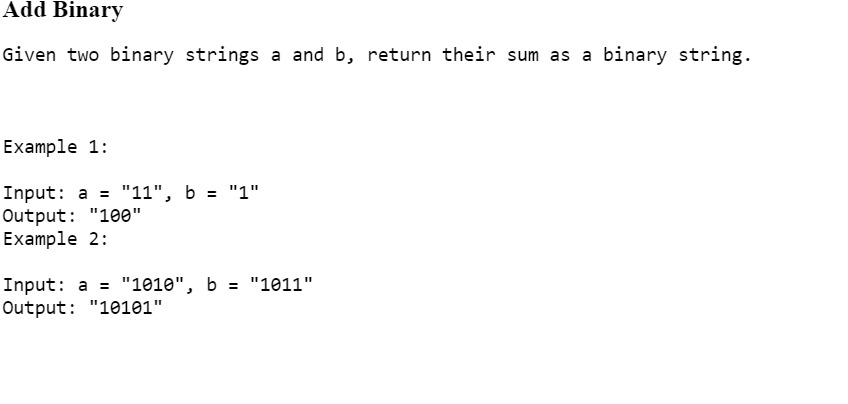 Add Binary
Given two binary strings a and b, return their sum as a binary string.
Example 1:
Input: a = "11", b = "1"
Output: "100"
Example 2:
Input: a = "1010", b = "1011"
Output: "10101"